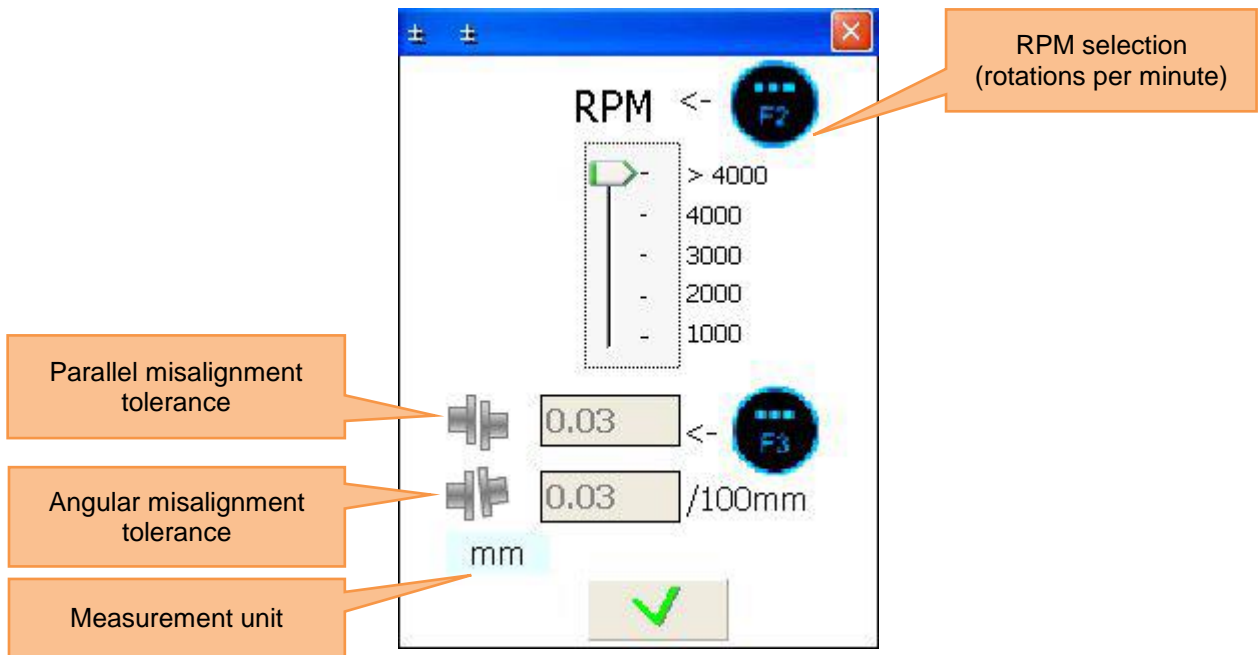 ± ±
RPM selection
(rotations per minute)
RPM <- F2
> 4000
4000
3000
2000
1000
Parallel misalignment
tolerance
0.03 <- F3
Angular misalignment
tolerance
0.03 /100mm
mm
Measurement unit